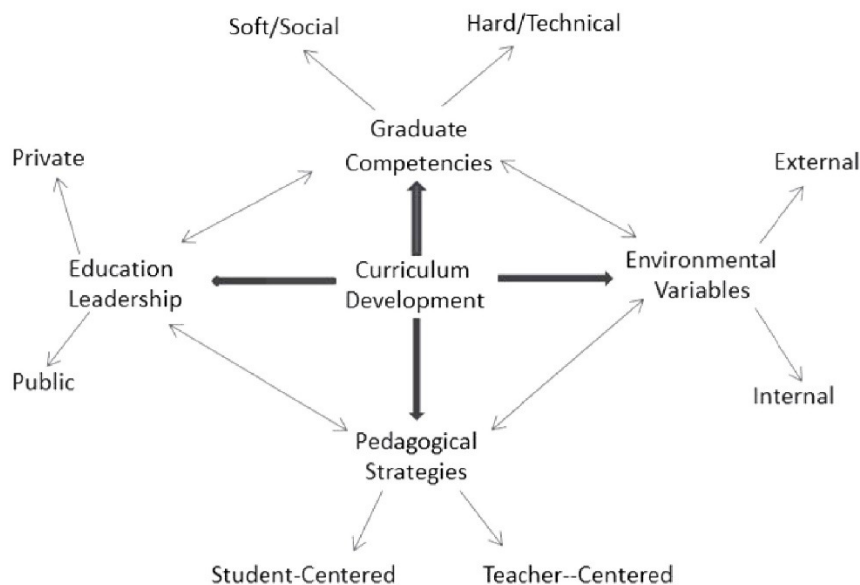 Soft/Social
Hard/Technical
Graduate
Competencies
Private
External
Education
Leadership
Curriculum
Development
Environmental
Variables
Public
Internal
Pedagogical
Strategies
Student-Centered
Teacher--Centered